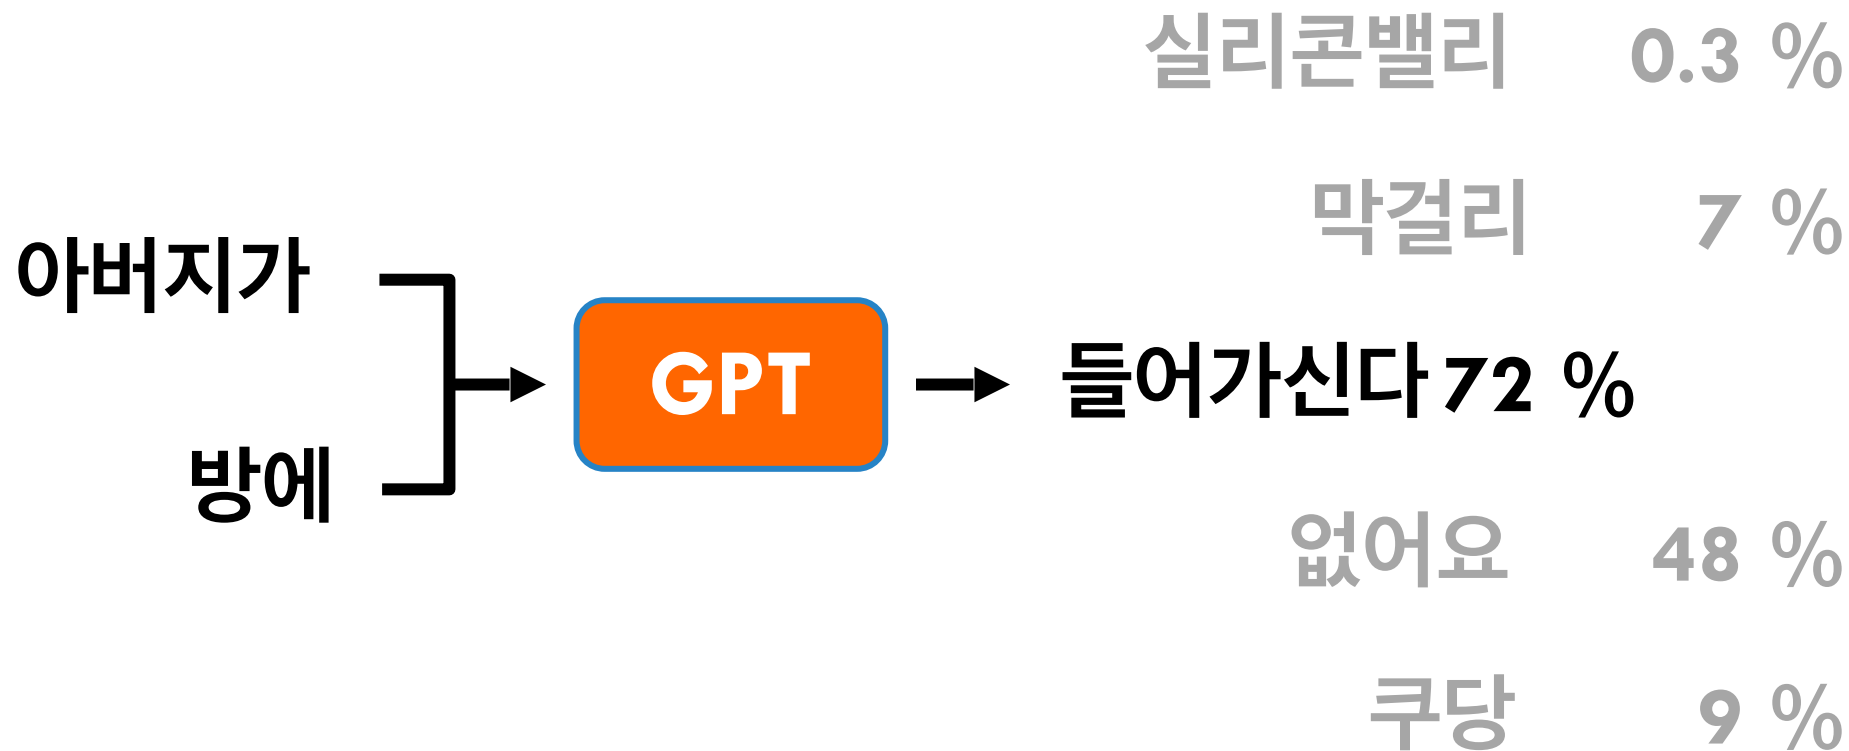 아버지가
방에
GPT
실리콘밸리 0.3 %
막걸리 7 %
들어가신다 72 %
없어요 48 %
쿠당 9 %